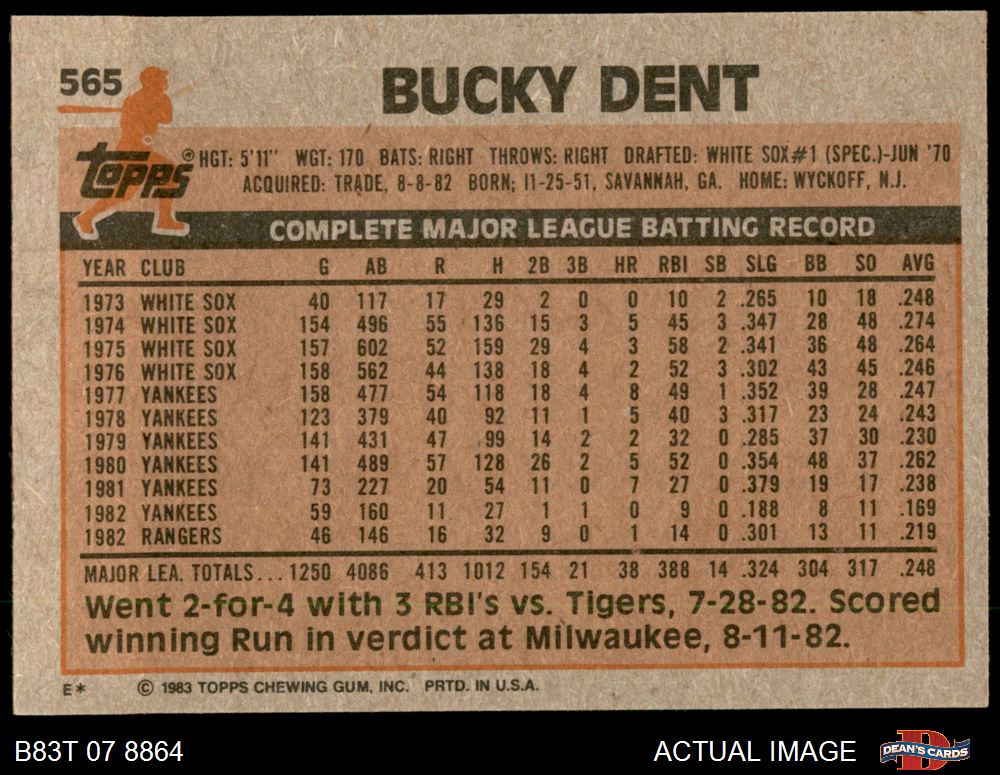 565
BUCKY DENT
TOPPS ® HGT: 5'11" WGT: 170 BATS: RIGHT THROWS: RIGHT DRAFTED: WHITE SOX#1 (SPEC.)-JUN '70
ACQUIRED: TRADE, 8-8-82 BORN; 11-25-51, SAVANNAH, GA. HOME: WYCKOFF, N.J.
COMPLETE MAJOR LEAGUE BATTING RECORD
YEAR CLUB G AB R H 2B 3B HR RBI SB SLG BB SO AVG
1973 WHITE SOX 40 117 17 29 2 0 0 10 2 .265 10 18 .248
1974 WHITE SOX 154 496 55 136 15 3 5 45 3 .347 28 48 .274
1975 WHITE SOX 157 602 52 159 29 4 3 58 2 .341 36 48 .264
1976 WHITE SOX 158 562 44 138 18 4 2 52 3 .302 43 45 .246
1977 YANKEES 158 477 54 118 18 4 8 49 1 .352 39 28 .247
1978 YANKEES 123 379 40 92 11 1 5 40 3 .317 23 24 .243
1979 YANKEES 141 431 47 99 14 2 2 32 0 .285 37 30 .230
1980 YANKEES 141 489 57 128 26 2 5 52 0 .354 48 37 .262
1981 YANKEES 73 227 20 54 11 0 7 27 0 .379 19 17 .238
1982 YANKEES 59 160 11 27 1 1 0 9 0 .188 8 11 .169
1982 RANGERS 46 146 16 32 9 0 1 14 0 .301 13 11 .219
MAJOR LEA. TOTALS... 1250 4086 413 1012 154 21 38 388 14 .324 304 317 .248
Went 2-for-4 with 3 RBI's vs. Tigers, 7-28-82. Scored
winning Run in verdict at Milwaukee, 8-11-82.
E* © 1983 TOPPS CHEWING GUM, INC. PRTD. IN U.S.A.
B83T 07 8864 ACTUAL IMAGE DEAN'S CARDS